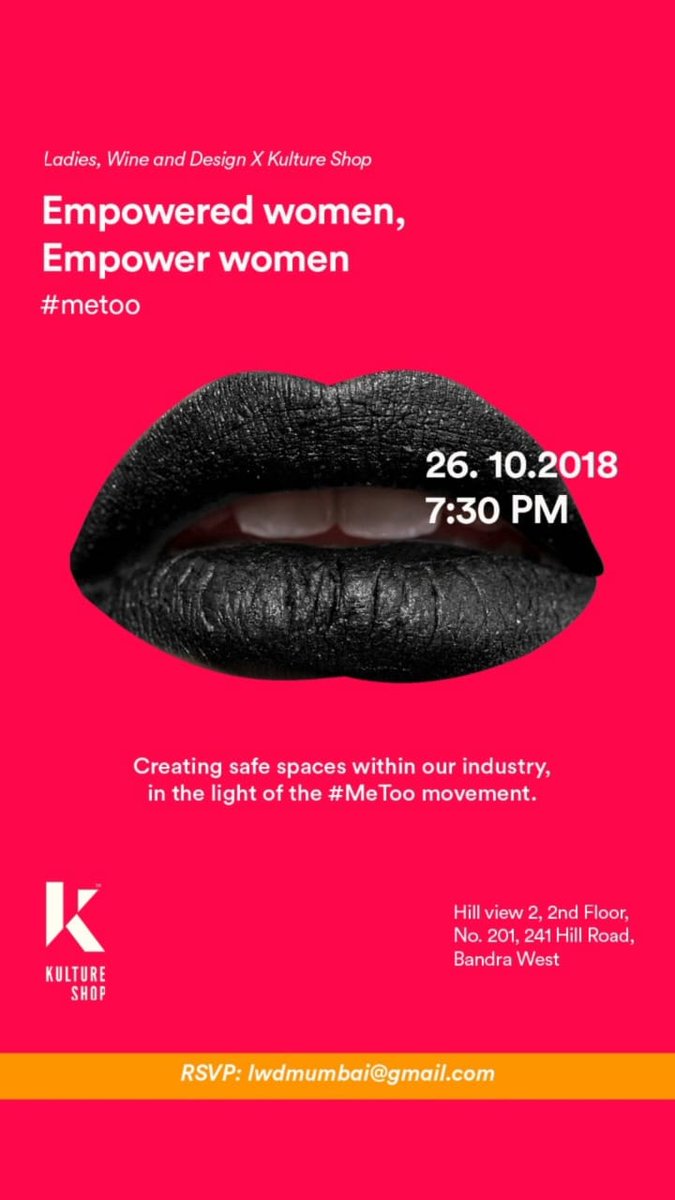 Ladies, Wine and Design X Kulture Shop
Empowered women,
Empower women
#metoo
26. 10.2018
7:30 PM
Creating safe spaces within our industry,
in the light of the #MeToo movement.
K
KULTURE
SHOP
Hill view 2, 2nd Floor,
No. 201, 241 Hill Road,
Bandra West
RSVP: lwdmumbai@gmail.com